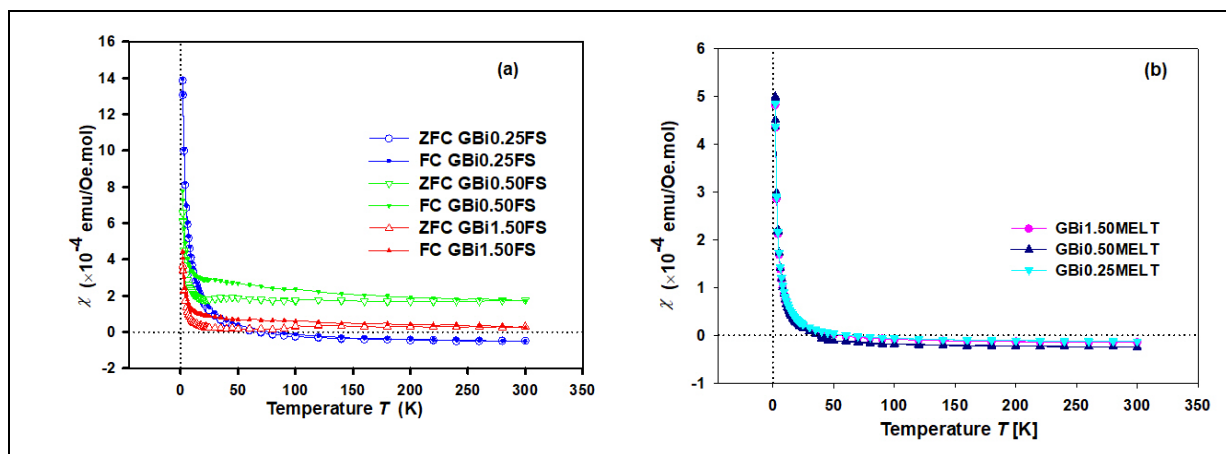 (a)
16
14
12
10
8
6
4
2
0
-2
χ (×10⁻⁴ emu/Oe.mol)
ZFC GBi0.25FS
FC GBi0.25FS
ZFC GBi0.50FS
FC GBi0.50FS
ZFC GBi1.50FS
FC GBi1.50FS
0 50 100 150 200 250 300 350
Temperature T (K)
(b)
6
5
4
3
2
1
0
-1
χ (×10⁻⁴ emu/Oe.mol)
GBi1.50MELT
GBi0.50MELT
GBi0.25MELT
0 50 100 150 200 250 300 350
Temperature T [K]